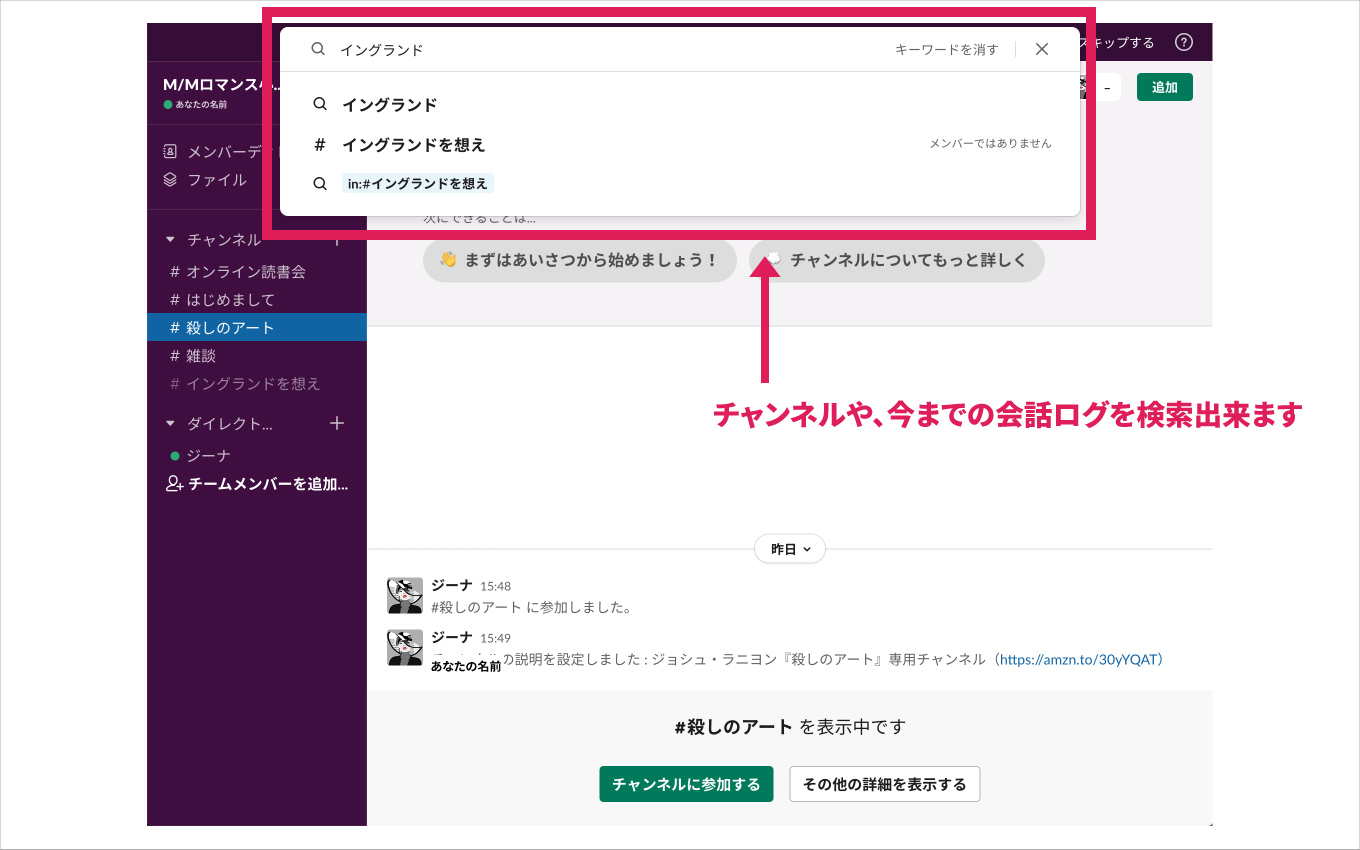 イングランド
キーワードを消す
スキップする
イングランド
# イングランドを想え
メンバーではありません
in:#イングランドを想え
追加
M/Mロマンス小...
あなたの名前
メンバーデ
ファイル
次にできることは...
👋 まずはあいさつから始めましょう！
チャンネルについてもっと詳しく
チャンネル
# オンライン読書会
# はじめまして
# 殺しのアート
# 雑談
# イングランドを想え
ダイレクト... +
ジーナ
チームメンバーを追加...
チャンネルや、今までの会話ログを検索出来ます
昨日
ジーナ 15:48
#殺しのアート に参加しました。
ジーナ 15:49
の説明を設定しました : ジョシュ・ラニヨン『殺しのアート』専用チャンネル（https://amzn.to/30yYQAT）
あなたの名前
#殺しのアート を表示中です
チャンネルに参加する
その他の詳細を表示する